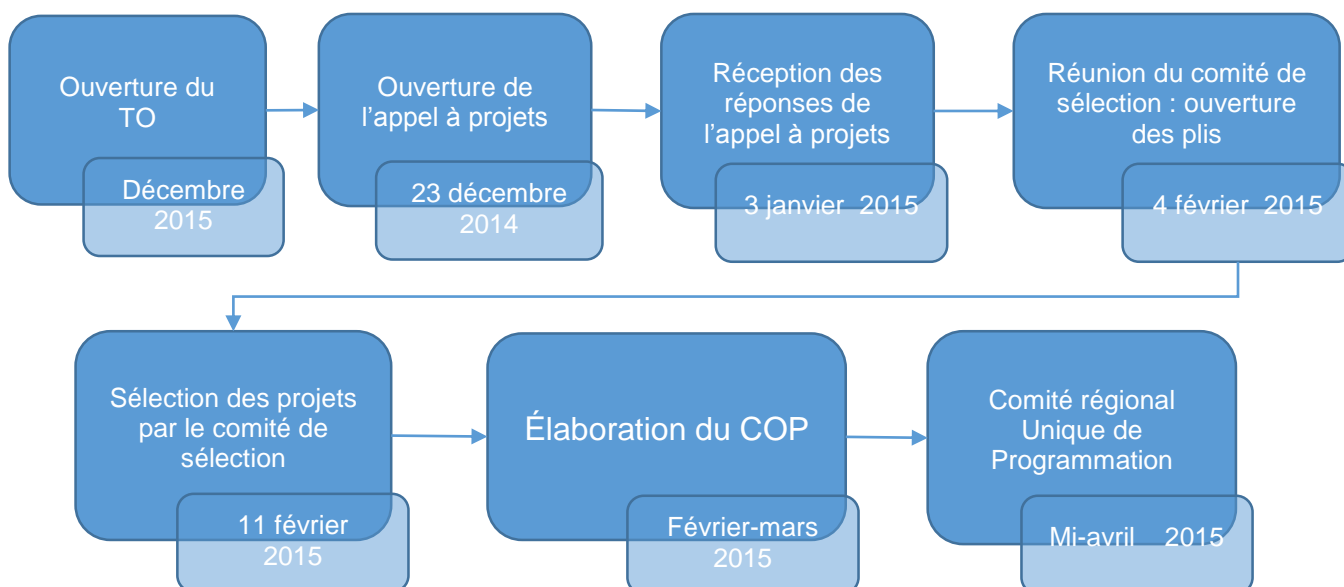 Ouverture du
TO
Décembre
2015
Ouverture de
l’appel à projets
23 décembre
2014
Réception des
réponses de
l’appel à projets
3 janvier 2015
Réunion du comité de
sélection : ouverture
des plis
4 février 2015
Sélection des projets
par le comité de
sélection
11 février
2015
Élaboration du COP
Février-mars
2015
Comité régional
Unique de
Programmation
Mi-avril 2015